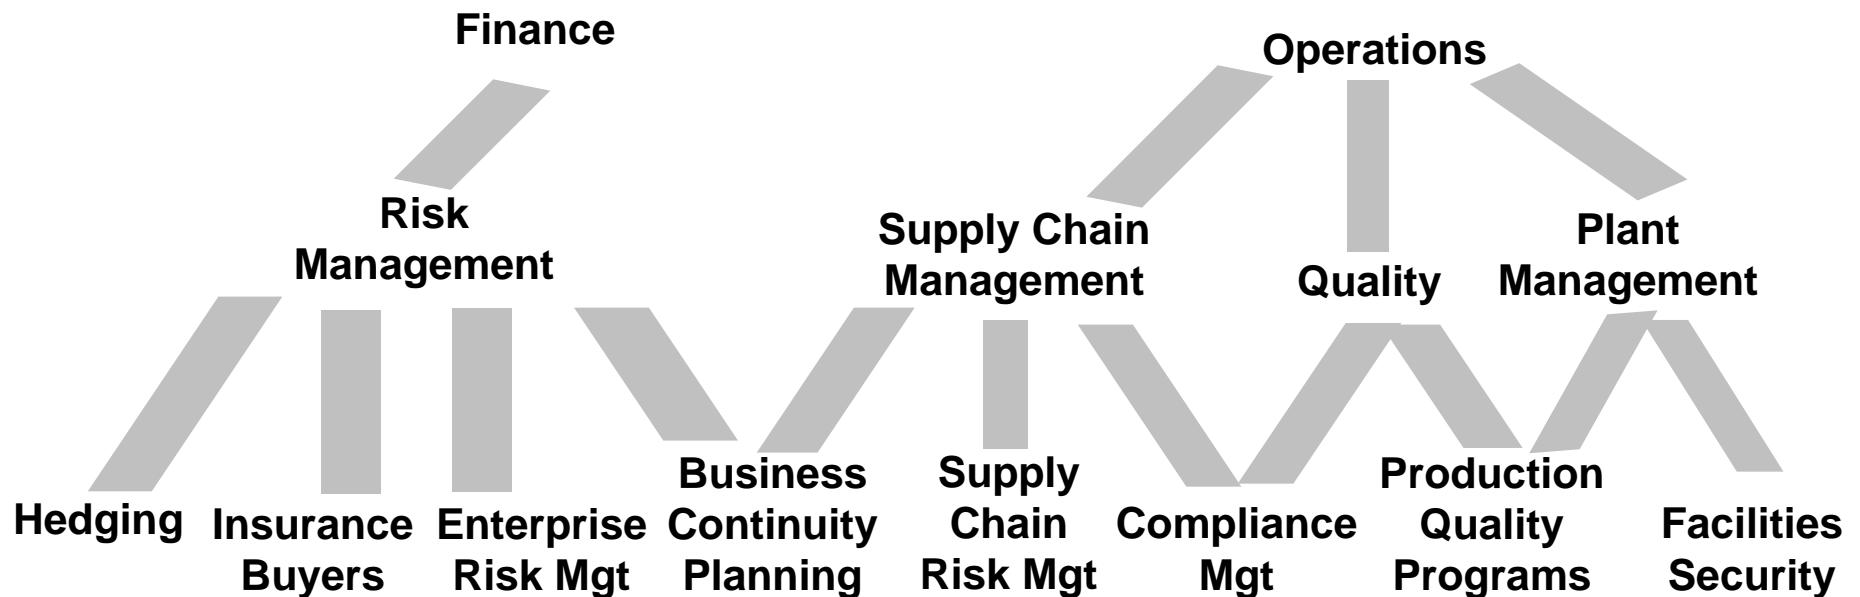 Finance
Operations
Risk
Management
Supply Chain
Management
Quality
Plant
Management
Hedging
Insurance
Buyers
Enterprise
Risk Mgt
Business
Continuity
Planning
Supply
Chain
Risk Mgt
Compliance
Mgt
Production
Quality
Programs
Facilities
Security